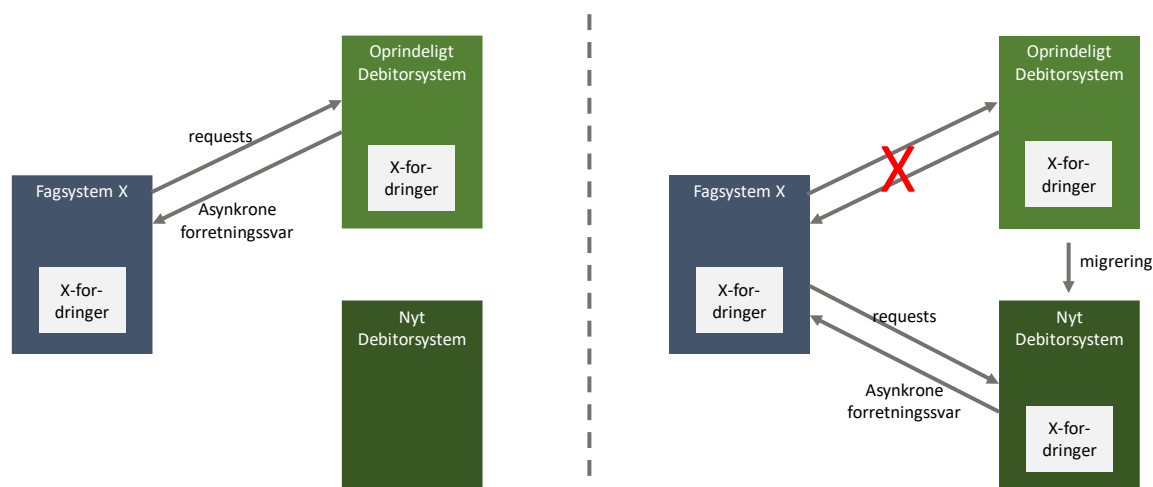 Oprindeligt
Debitorsystem
requests
X-for-
dringer
Fagsystem X
Asynkrone
forretningssvar
X-for-
dringer
Nyt
Debitorsystem
Oprindeligt
Debitorsystem
X
X-for-
dringer
Fagsystem X
migrering
X-for-
dringer
requests
Nyt
Debitorsystem
Asynkrone
forretningssvar
X-for-
dringer